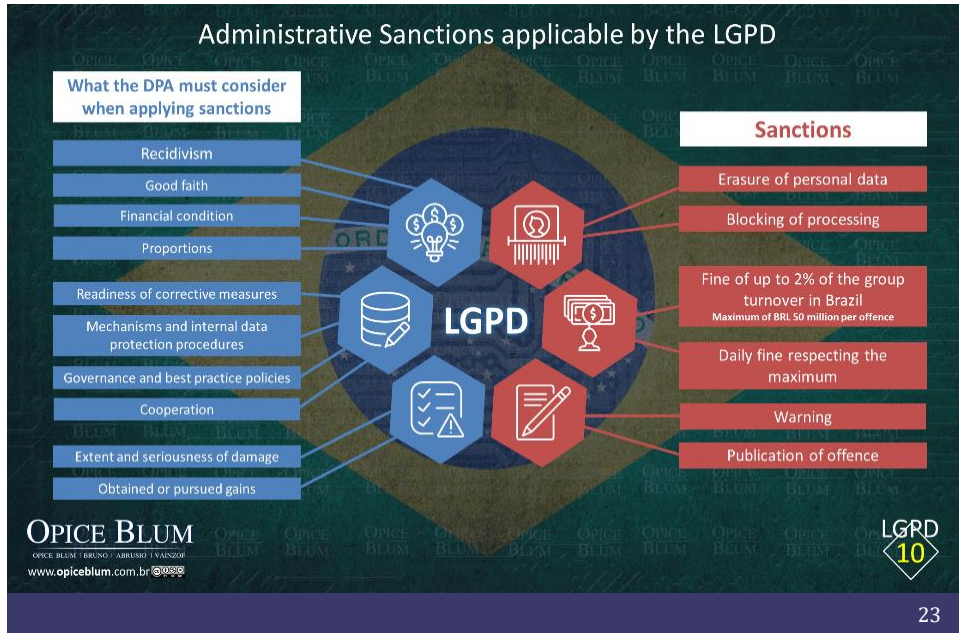 Administrative Sanctions applicable by the LGPD
What the DPA must consider
when applying sanctions
Recidivism
Good faith
Financial condition
Proportions
Readiness of corrective measures
Mechanisms and internal data
protection procedures
Governance and best practice policies
Cooperation
Extent and seriousness of damage
Obtained or pursued gains
LGPD
Sanctions
Erasure of personal data
Blocking of processing
Fine of up to 2% of the group
turnover in Brazil
Maximum of BRL 50 million per offence
Daily fine respecting the
maximum
Warning
Publication of offence
OPICE BLUM
OPICE BLUM | BRUNO | ABRUSIO | VAINZOF
www.opiceblum.com.br
LGPD
10
23